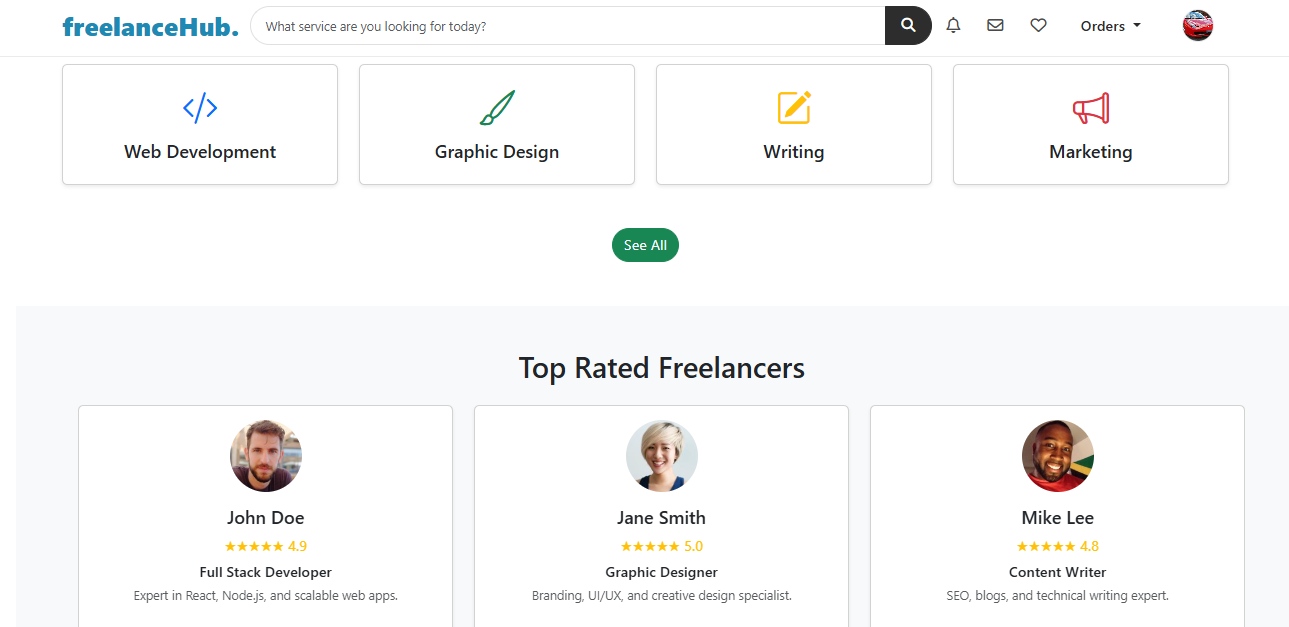 freelanceHub.
What service are you looking for today?
Orders
Web Development
Graphic Design
Writing
Marketing
See All
Top Rated Freelancers
John Doe
★★★★★ 4.9
Full Stack Developer
Expert in React, Node.js, and scalable web apps.
Jane Smith
★★★★★ 5.0
Graphic Designer
Branding, UI/UX, and creative design specialist.
Mike Lee
★★★★★ 4.8
Content Writer
SEO, blogs, and technical writing expert.